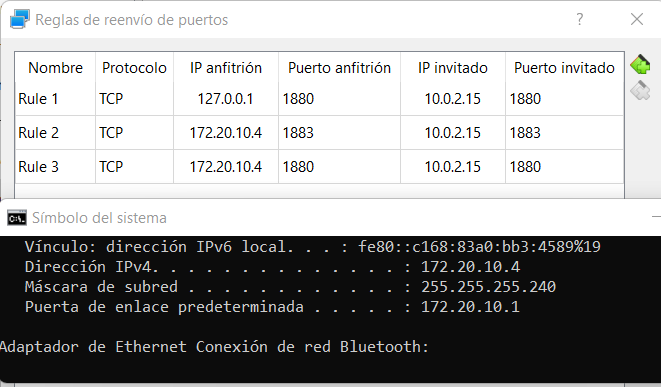 Reglas de reenvío de puertos
Nombre Protocolo IP anfitrión Puerto anfitrión IP invitado Puerto invitado
Rule 1 TCP 127.0.0.1 1880 10.0.2.15 1880
Rule 2 TCP 172.20.10.4 1883 10.0.2.15 1883
Rule 3 TCP 172.20.10.4 1880 10.0.2.15 1880
Símbolo del sistema
Vínculo: dirección IPv6 local. . . : fe80::c168:83a0:bb3:4589%19
Dirección IPv4. . . . . . . . . . . . . . : 172.20.10.4
Máscara de subred . . . . . . . . . . . . : 255.255.255.240
Puerta de enlace predeterminada . . . . . : 172.20.10.1
Adaptador de Ethernet Conexión de red Bluetooth: